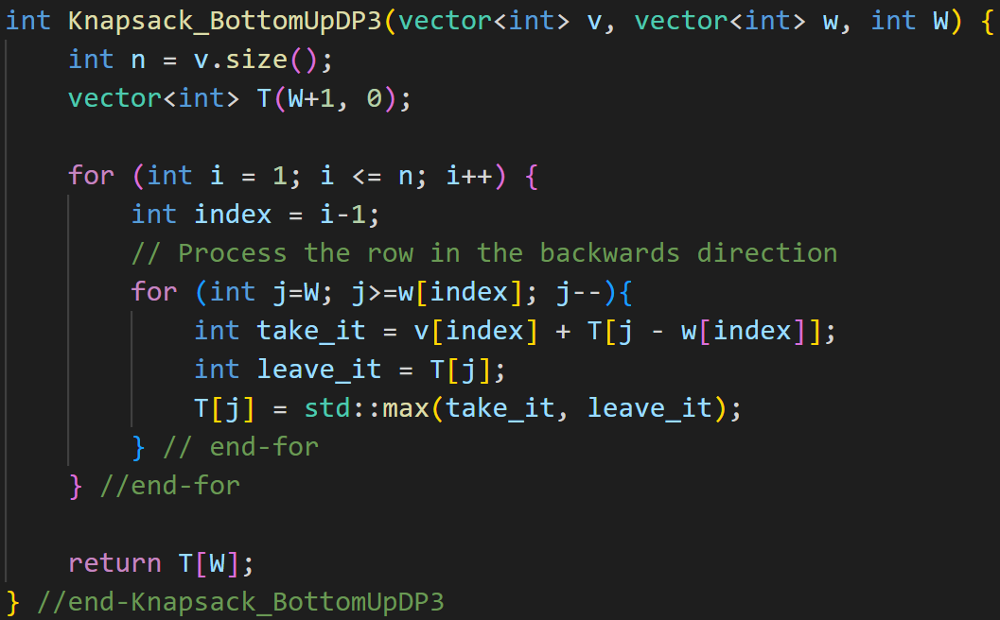 int Knapsack_BottomUpDP3(vector<int> v, vector<int> w, int W) {
    int n = v.size();
    vector<int> T(W+1, 0);

    for (int i = 1; i <= n; i++) {
        int index = i-1;
        // Process the row in the backwards direction
        for (int j=W; j>=w[index]; j--){
            int take_it = v[index] + T[j - w[index]];
            int leave_it = T[j];
            T[j] = std::max(take_it, leave_it);
        } // end-for
    } //end-for

    return T[W];
} //end-Knapsack_BottomUpDP3